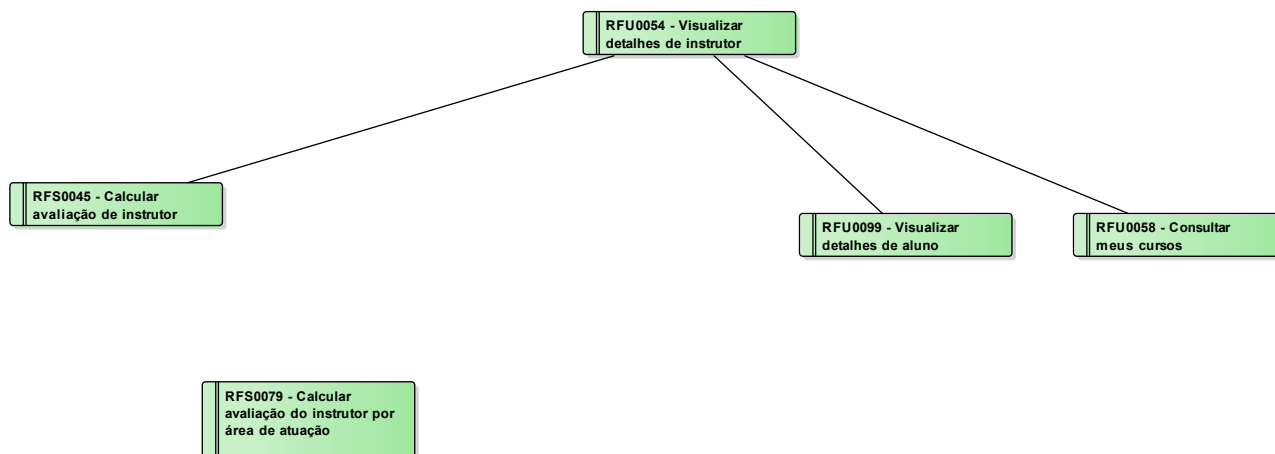 RFU0054 - Visualizar
detalhes de instrutor
RFS0045 - Calcular
avaliação de instrutor
RFU0099 - Visualizar
detalhes de aluno
RFU0058 - Consultar
meus cursos
RFS0079 - Calcular
avaliação do instrutor por
área de atuação